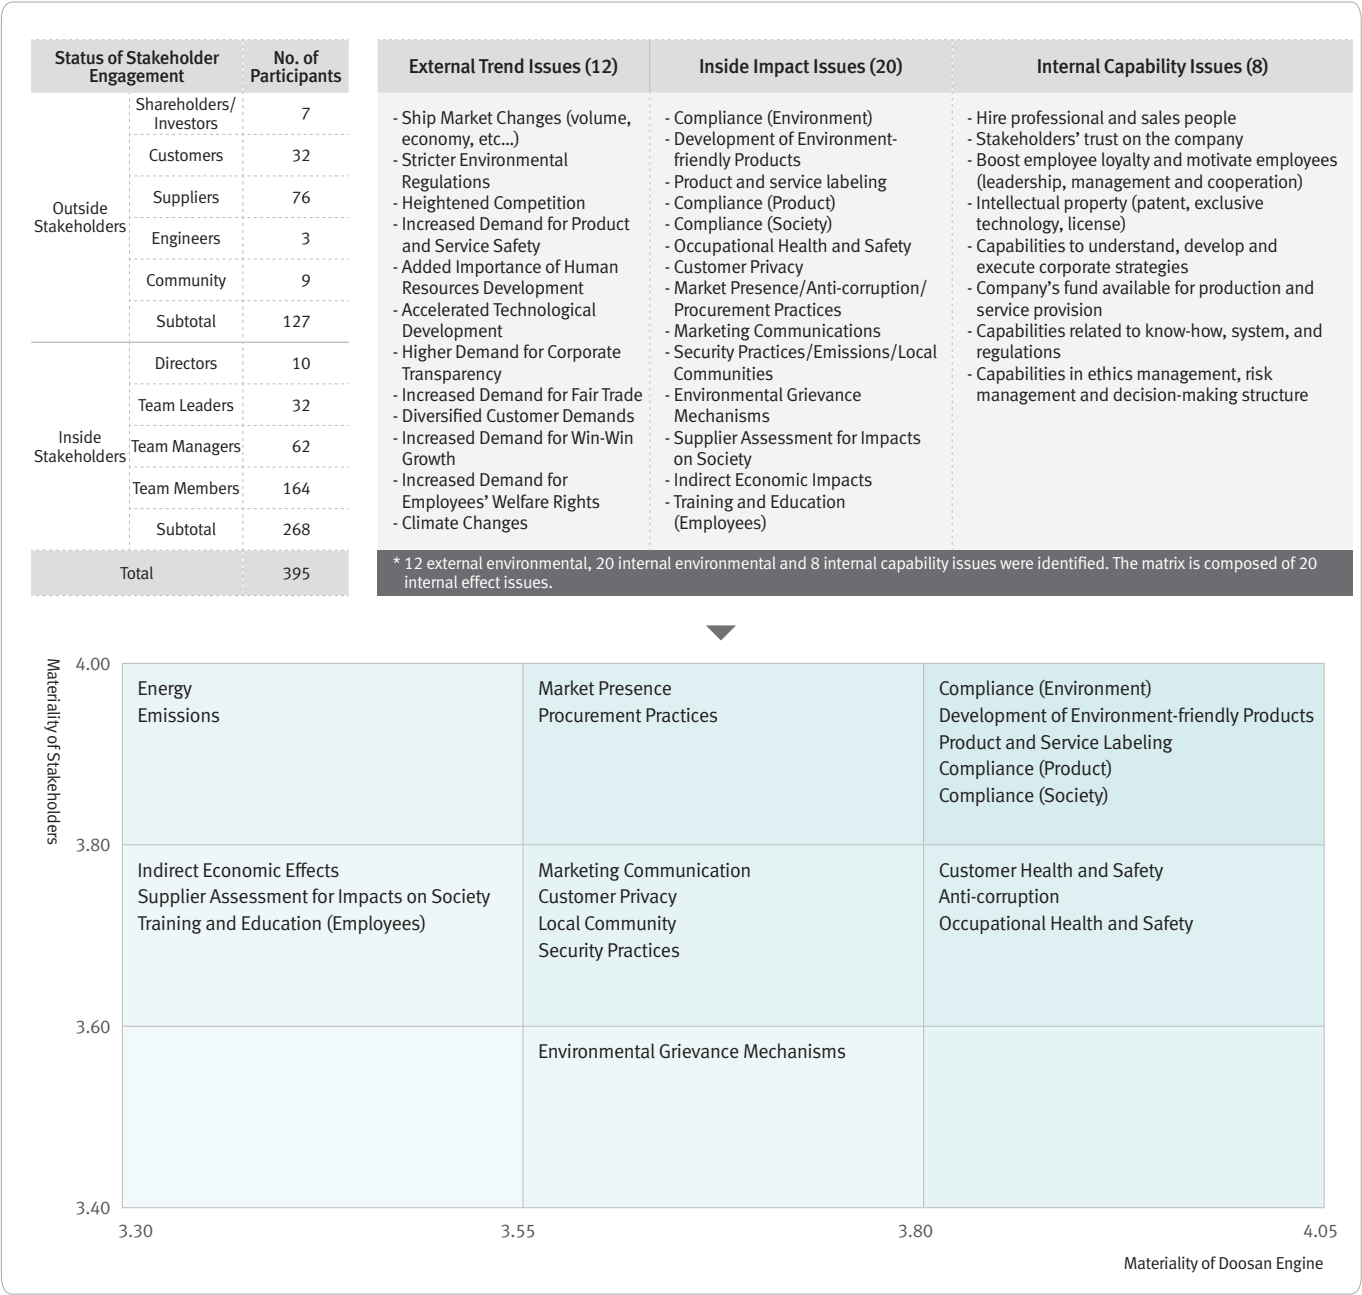 Status of Stakeholder
Engagement
No. of
Participants
Outside
Stakeholders
Shareholders/
Investors
7
Customers
32
Suppliers
76
Engineers
3
Community
9
Subtotal
127
Inside
Stakeholders
Directors
10
Team Leaders
32
Team Managers
62
Team Members
164
Subtotal
268
Total
395
External Trend Issues (12)
- Ship Market Changes (volume,
economy, etc...)
- Stricter Environmental
Regulations
- Heightened Competition
- Increased Demand for Product
and Service Safety
- Added Importance of Human
Resources Development
- Accelerated Technological
Development
- Higher Demand for Corporate
Transparency
- Increased Demand for Fair Trade
- Diversified Customer Demands
- Increased Demand for Win-Win
Growth
- Increased Demand for
Employees’ Welfare Rights
- Climate Changes
Inside Impact Issues (20)
- Compliance (Environment)
- Development of Environment-
friendly Products
- Product and service labeling
- Compliance (Product)
- Compliance (Society)
- Occupational Health and Safety
- Customer Privacy
- Market Presence/Anti-corruption/
Procurement Practices
- Marketing Communications
- Security Practices/Emissions/Local
Communities
- Environmental Grievance
Mechanisms
- Supplier Assessment for Impacts
on Society
- Indirect Economic Impacts
- Training and Education
(Employees)
Internal Capability Issues (8)
- Hire professional and sales people
- Stakeholders’ trust on the company
- Boost employee loyalty and motivate employees
(leadership, management and cooperation)
- Intellectual property (patent, exclusive
technology, license)
- Capabilities to understand, develop and
execute corporate strategies
- Company’s fund available for production and
service provision
- Capabilities related to know-how, system, and
regulations
- Capabilities in ethics management, risk
management and decision-making structure
* 12 external environmental, 20 internal environmental and 8 internal capability issues were identified. The matrix is composed of 20
internal effect issues.
Materiality of Stakeholders
4.00
Energy
Emissions
Market Presence
Procurement Practices
Compliance (Environment)
Development of Environment-friendly Products
Product and Service Labeling
Compliance (Product)
Compliance (Society)
3.80
Indirect Economic Effects
Supplier Assessment for Impacts on Society
Training and Education (Employees)
Marketing Communication
Customer Privacy
Local Community
Security Practices
Customer Health and Safety
Anti-corruption
Occupational Health and Safety
3.60
Environmental Grievance Mechanisms
3.40
3.30
3.55
3.80
4.05
Materiality of Doosan Engine